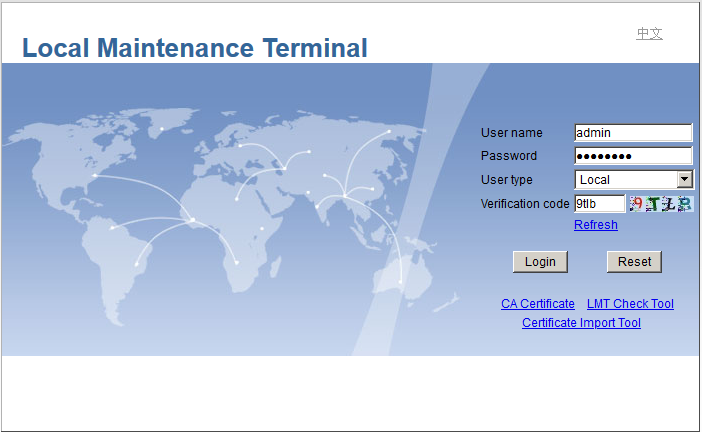 中文
Local Maintenance Terminal
User name admin
Password ●●●●●●●●
User type Local
Verification code 9tlb
Refresh
Login Reset
CA Certificate LMT Check Tool
Certificate Import Tool